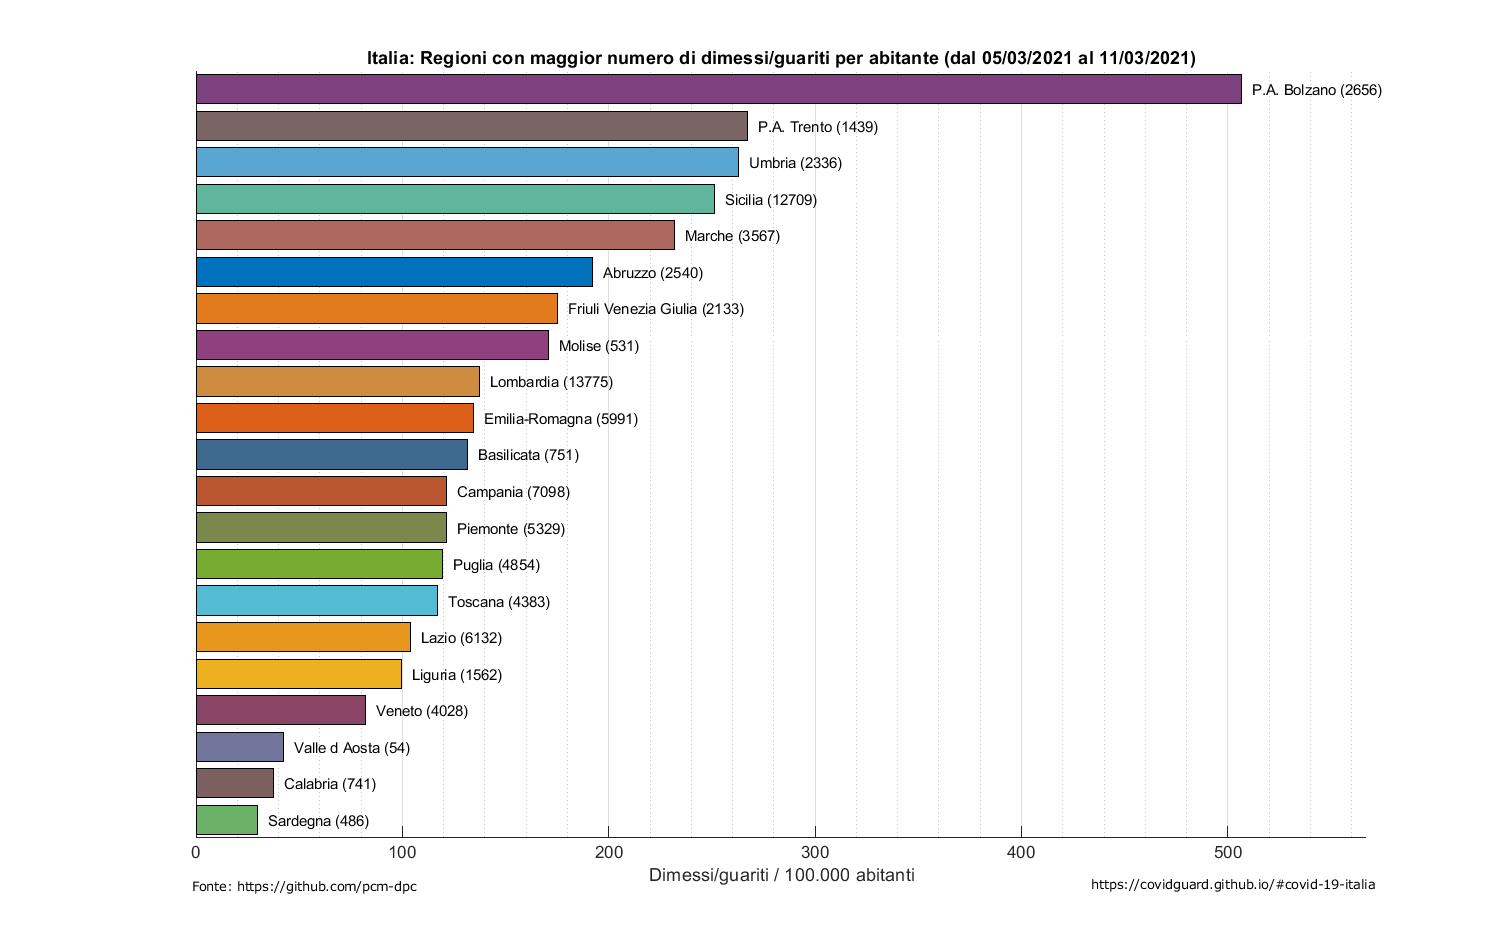 Italia: Regioni con maggior numero di dimessi/guariti per abitante (dal 05/03/2021 al 11/03/2021)
P.A. Bolzano (2656)
P.A. Trento (1439)
Umbria (2336)
Sicilia (12709)
Marche (3567)
Abruzzo (2540)
Friuli Venezia Giulia (2133)
Molise (531)
Lombardia (13775)
Emilia-Romagna (5991)
Basilicata (751)
Campania (7098)
Piemonte (5329)
Puglia (4854)
Toscana (4383)
Lazio (6132)
Liguria (1562)
Veneto (4028)
Valle d Aosta (54)
Calabria (741)
Sardegna (486)
0 100 200 300 400 500
Dimessi/guariti / 100.000 abitanti
Fonte: https://github.com/pcm-dpc
https://covidguard.github.io/#covid-19-italia